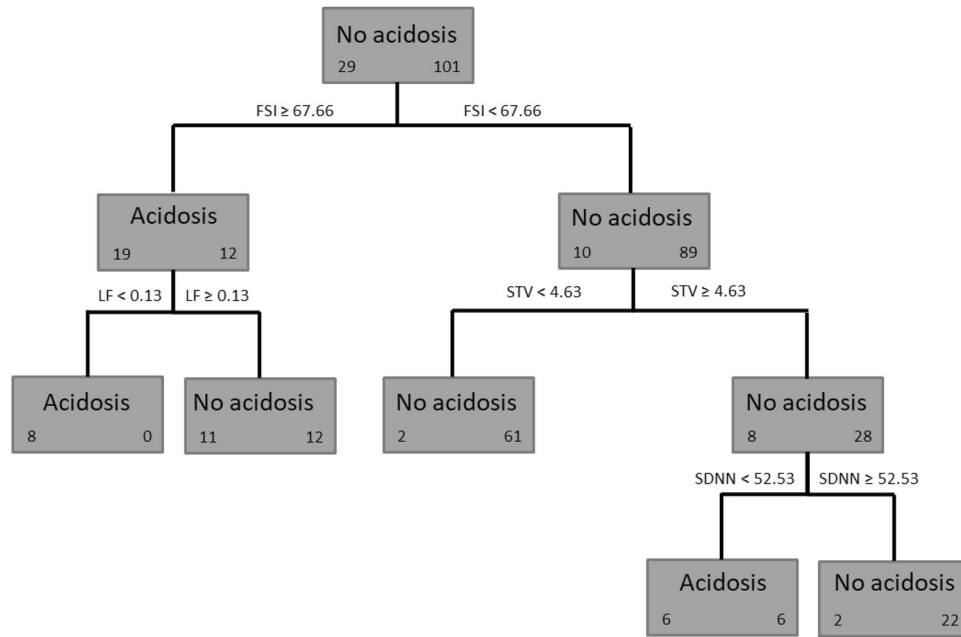 No acidosis
29 101
FSI ≥ 67.66 FSI < 67.66
Acidosis
19 12
No acidosis
10 89
LF < 0.13 LF ≥ 0.13
STV < 4.63 STV ≥ 4.63
Acidosis
8 0
No acidosis
11 12
No acidosis
2 61
No acidosis
8 28
SDNN < 52.53 SDNN ≥ 52.53
Acidosis
6 6
No acidosis
2 22